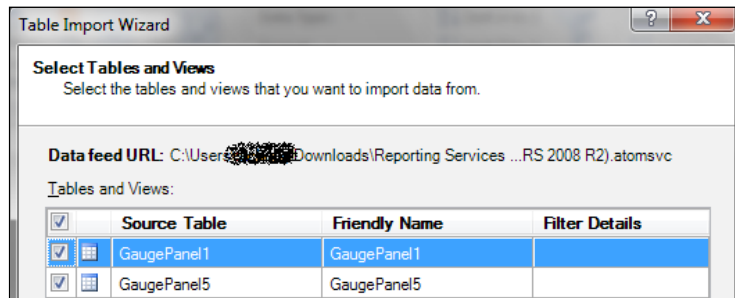 Table Import Wizard
Select Tables and Views
Select the tables and views that you want to import data from.
Data feed URL: C:\Users Downloads\Reporting Services ...RS 2008 R2).atomsvc
Tables and Views:
Source Table Friendly Name Filter Details
GaugePanel1 GaugePanel1
GaugePanel5 GaugePanel5